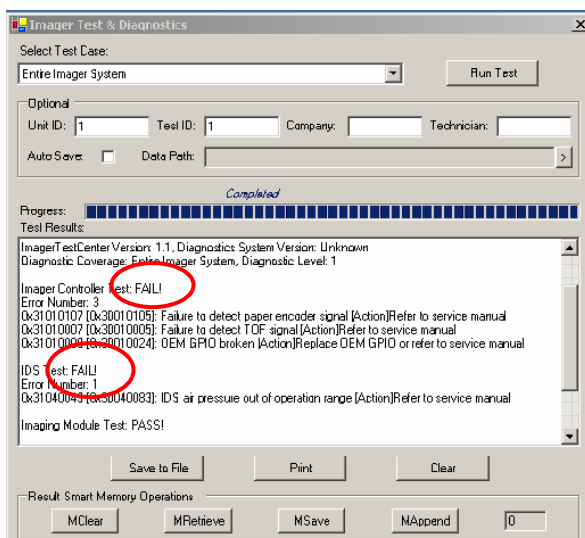 Imager Test & Diagnostics
Select Test Case:
Entire Imager System
Run Test
Optional
Unit ID: 1 Test ID: 1 Company: Technician:
Auto Save: Data Path: >
Completed
Progress:
Test Results:
ImagerTestCenter Version: 1.1, Diagnostics System Version: Unknown
Diagnostic Coverage: Entire Imager System, Diagnostic Level: 1
Imager Controller Test: FAIL!
Error Number: 3
0x31010107 [0x30010105]: Failure to detect paper encoder signal [Action]Refer to service manual
0x31010007 [0x30010005]: Failure to detect TOF signal [Action]Refer to service manual
[0x30010024]: OEM GPIO broken [Action]Replace OEM GPIO or refer to service manual
IDS Test: FAIL!
Error Number: 1
[0x30040083]: IDS air pressure out of operation range [Action]Refer to service manual
Imaging Module Test: PASS!
Save to File Print Clear
Result Smart Memory Operations
MClear MRetrieve MSave MAppend 0